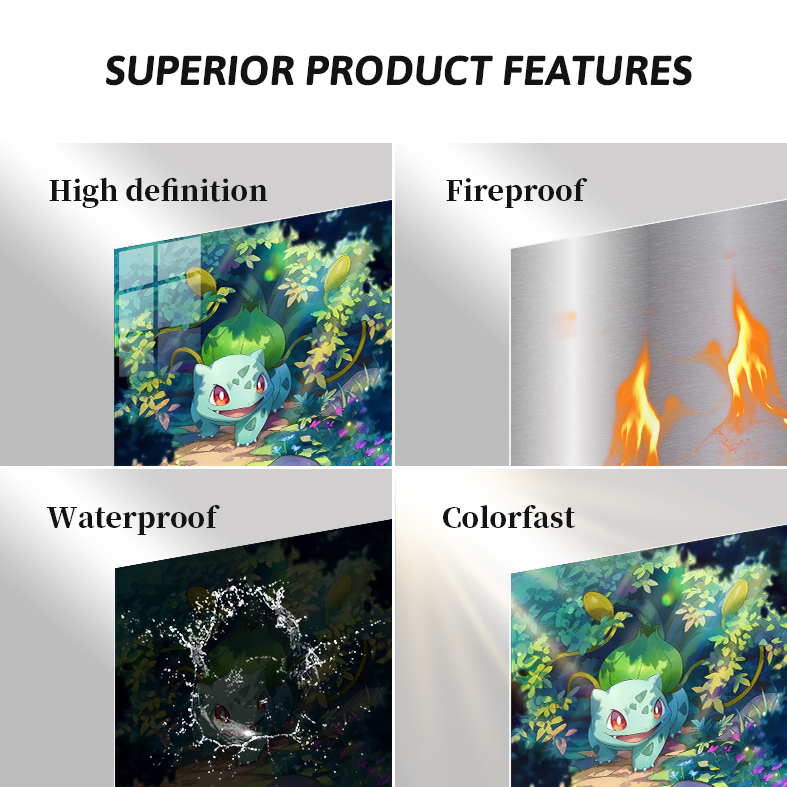 SUPERIOR PRODUCT FEATURES
High definition
Fireproof
Waterproof
Colorfast